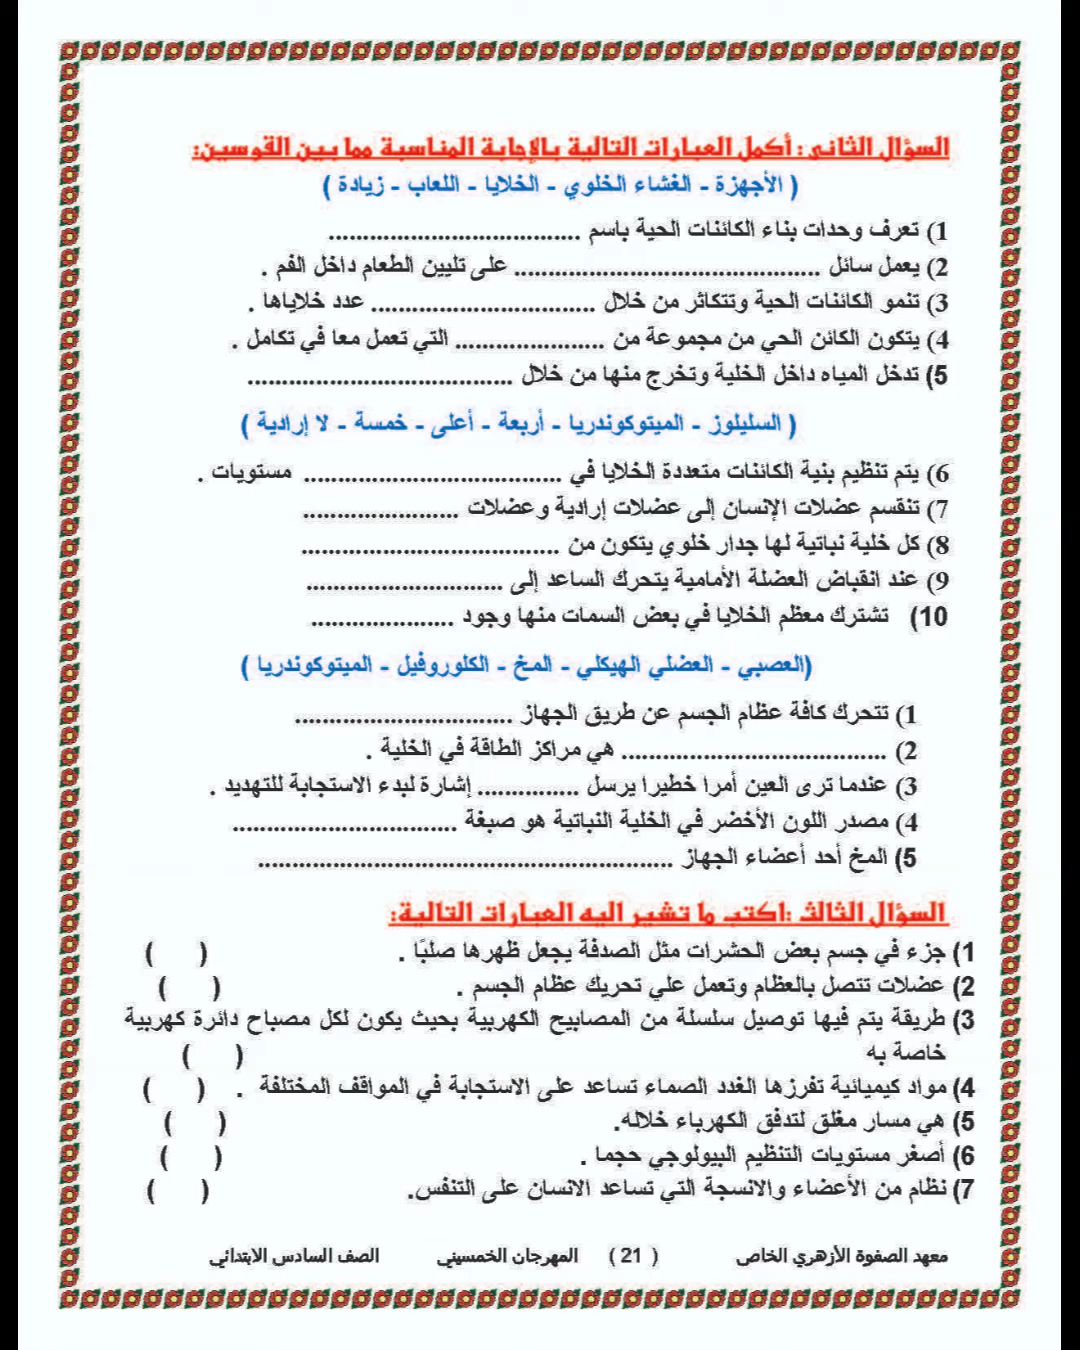 السؤال الثانى : أكمل العبارات التالية بالإجابة المناسبة مما بين القوسين:
( الأجهزة - الغشاء الخلوي - الخلايا - اللعاب - زيادة )
1) تعرف وحدات بناء الكائنات الحية باسم .....................................
2) يعمل سائل ............................................. على تليين الطعام داخل الفم .
3) تنمو الكائنات الحية وتتكاثر من خلال ................................. عدد خلاياها .
4) يتكون الكائن الحي من مجموعة من ...................... التي تعمل معا في تكامل .
5) تدخل المياه داخل الخلية وتخرج منها من خلال .......................................
( السليلوز - الميتوكوندريا - أربعة - أعلى - خمسة - لا إرادية )
6) يتم تنظيم بنية الكائنات متعددة الخلايا في ...................................... مستويات .
7) تنقسم عضلات الإنسان إلى عضلات إرادية وعضلات .......................
8) كل خلية نباتية لها جدار خلوي يتكون من ......................................
9) عند انقباض العضلة الأمامية يتحرك الساعد إلى .............................
10) تشترك معظم الخلايا في بعض السمات منها وجود .....................
(العصبي - العضلي الهيكلي - المخ - الكلوروفيل - الميتوكوندريا )
1) تتحرك كافة عظام الجسم عن طريق الجهاز ................................
2) ....................................... هي مراكز الطاقة في الخلية .
3) عندما ترى العين أمرا خطيرا يرسل ............... إشارة لبدء الاستجابة للتهديد .
4) مصدر اللون الأخضر في الخلية النباتية هو صبغة .................................
5) المخ أحد أعضاء الجهاز .............................................................
السؤال الثالث :اكتب ما تشير اليه العبارات التالية:
1) جزء في جسم بعض الحشرات مثل الصدفة يجعل ظهرها صلبًا . ( )
2) عضلات تتصل بالعظام وتعمل علي تحريك عظام الجسم . ( )
3) طريقة يتم فيها توصيل سلسلة من المصابيح الكهربية بحيث يكون لكل مصباح دائرة كهربية
خاصة به ( )
4) مواد كيميائية تفرزها الغدد الصماء تساعد على الاستجابة في المواقف المختلفة . ( )
5) هي مسار مغلق لتدفق الكهرباء خلاله. ( )
6) أصغر مستويات التنظيم البيولوجي حجما . ( )
7) نظام من الأعضاء والانسجة التي تساعد الانسان على التنفس. ( )
معهد الصفوة الأزهري الخاص ( 21 ) المهرجان الخمسيني الصف السادس الابتدائي